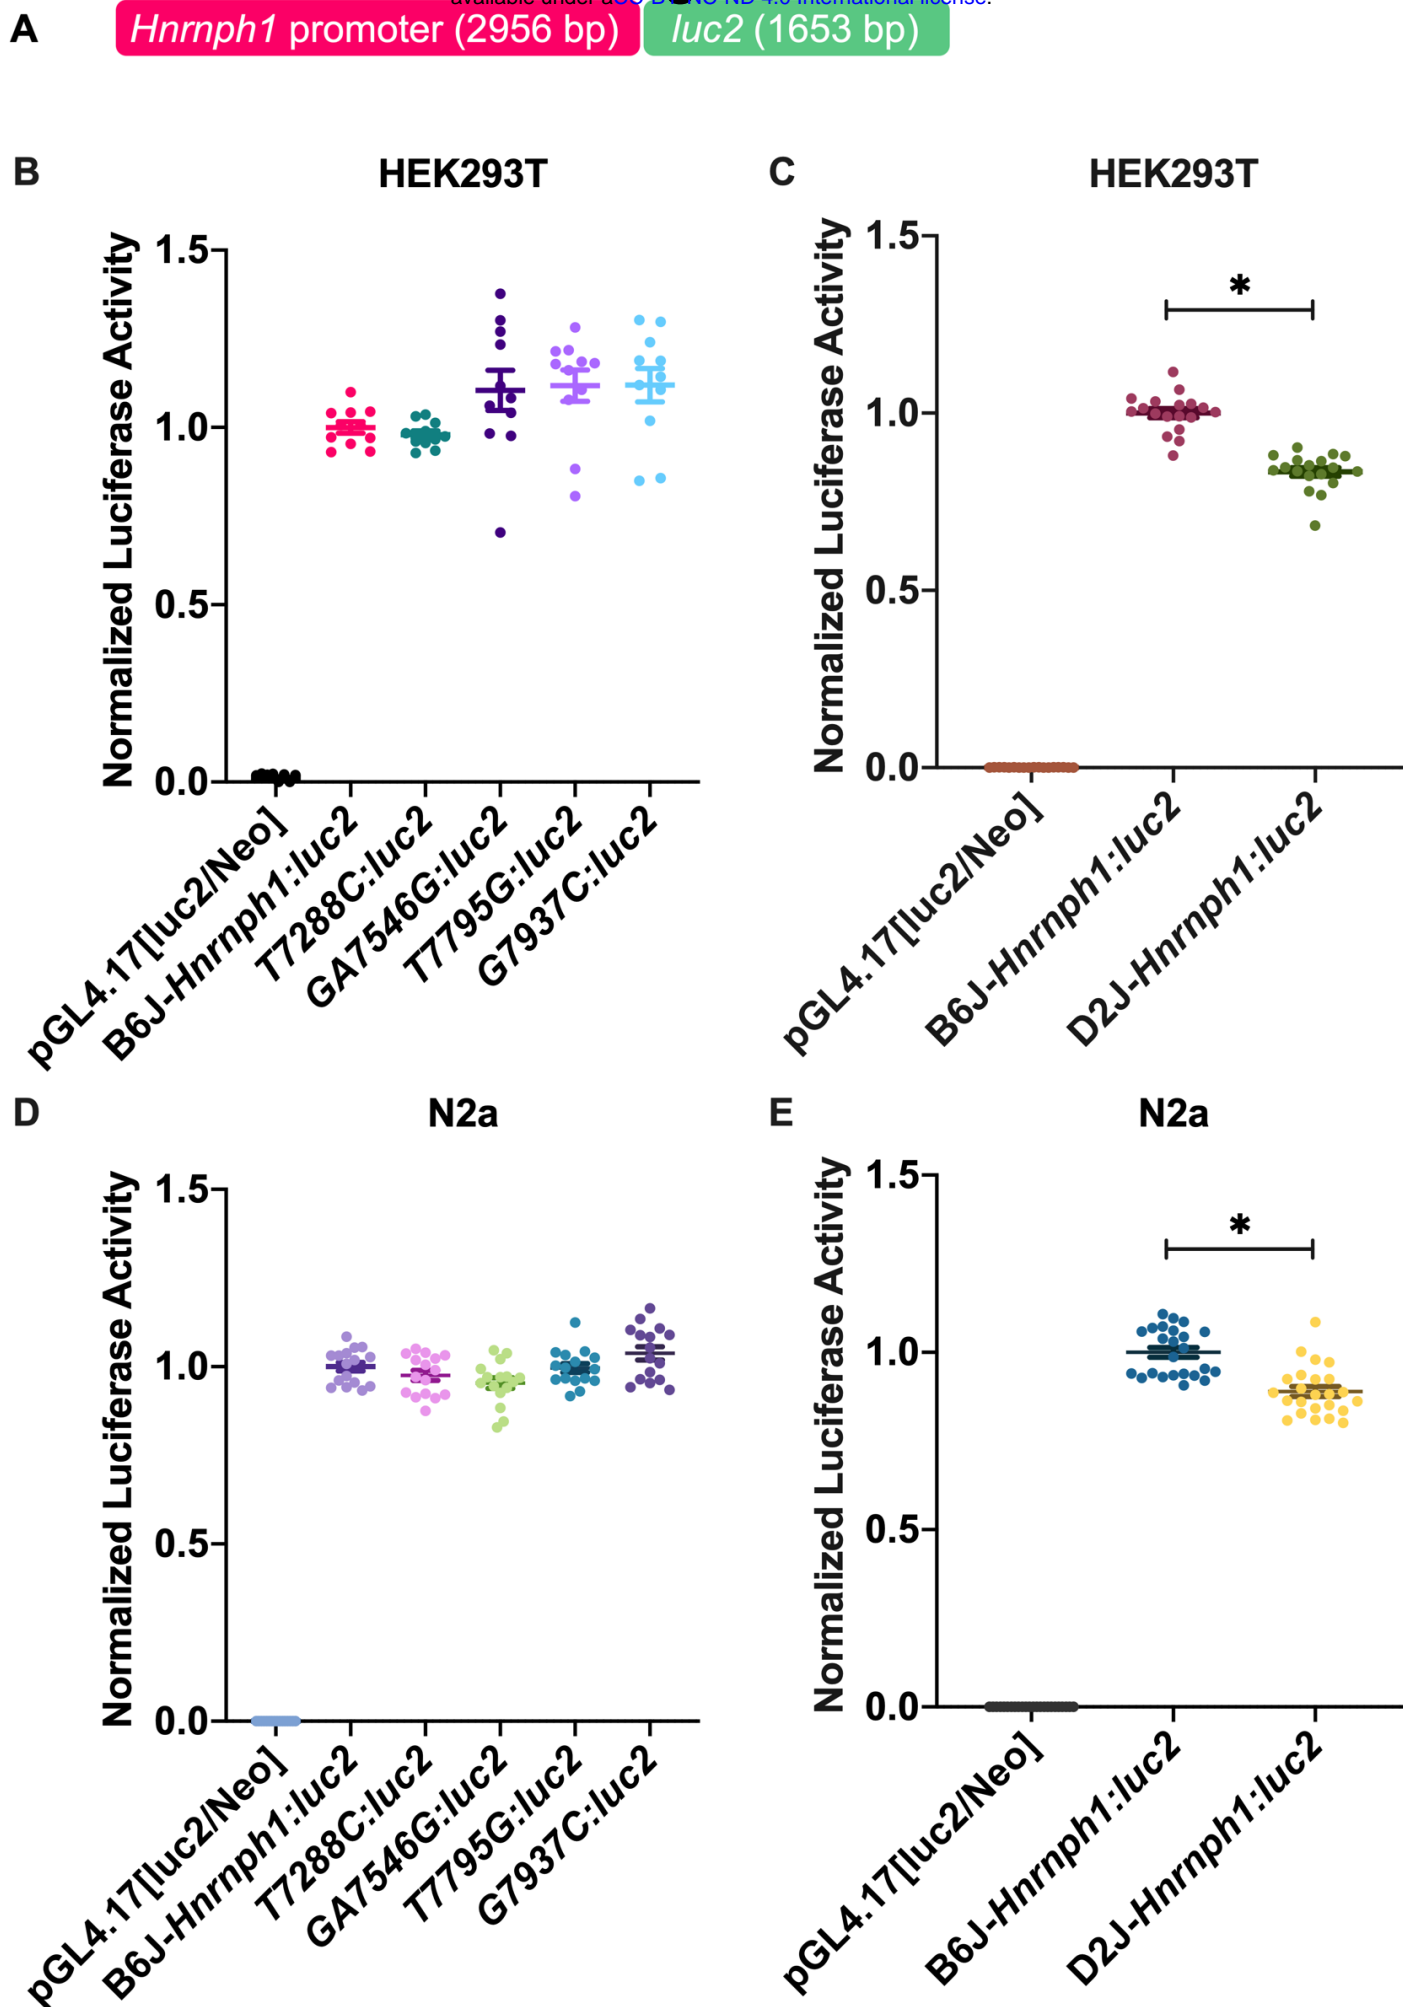 available under a
A Hnrnph1 promoter (2956 bp) luc2 (1653 bp)
B HEK293T
Normalized Luciferase Activity
1.5
1.0
0.5
0.0
pGL4.17[luc2/Neo]
B6J-Hnrnph1:luc2
T7288C:luc2
GA7546G:luc2
T7795G:luc2
G7937C:luc2
C HEK293T
Normalized Luciferase Activity
1.5
1.0
0.5
0.0
*
pGL4.17[luc2/Neo]
B6J-Hnrnph1:luc2
D2J-Hnrnph1:luc2
D N2a
Normalized Luciferase Activity
1.5
1.0
0.5
0.0
pGL4.17[luc2/Neo]
B6J-Hnrnph1:luc2
T7288C:luc2
GA7546G:luc2
T7795G:luc2
G7937C:luc2
E N2a
Normalized Luciferase Activity
1.5
1.0
0.5
0.0
*
pGL4.17[luc2/Neo]
B6J-Hnrnph1:luc2
D2J-Hnrnph1:luc2